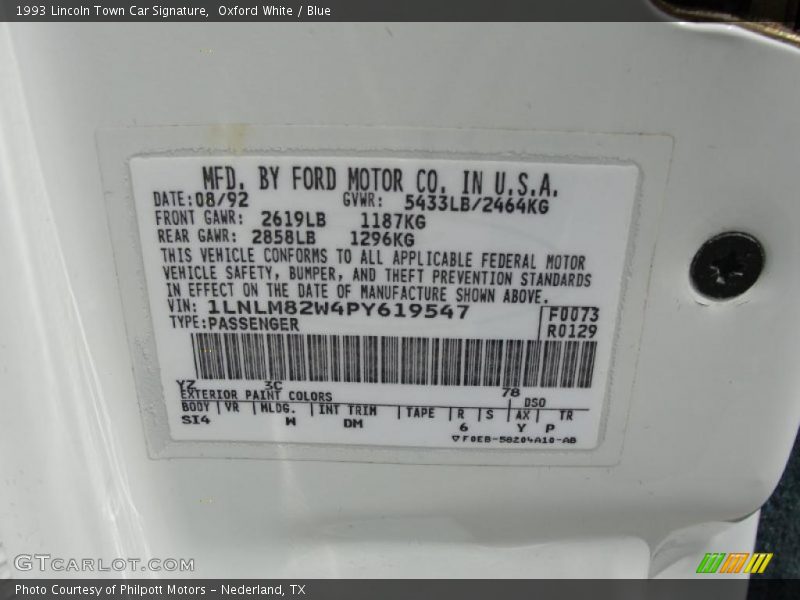 1993 Lincoln Town Car Signature,  Oxford White / Blue
MFD. BY FORD MOTOR CO. IN U.S.A.
DATE: 08/92 GVWR: 5433LB/2464KG
FRONT GAWR: 2619LB 1187KG
REAR GAWR: 2858LB 1296KG
THIS VEHICLE CONFORMS TO ALL APPLICABLE FEDERAL MOTOR
VEHICLE SAFETY, BUMPER, AND THEFT PREVENTION STANDARDS
IN EFFECT ON THE DATE OF MANUFACTURE SHOWN ABOVE.
VIN: 1LNLM82W4PY619547 F0073
TYPE: PASSENGER R0129
YZ 3C 78
EXTERIOR PAINT COLORS DSO
BODY VR MLDG. INT TRIM TAPE R S AX TR
SI4 W DM 6 Y P
▽F0EB-58204A10-AB
GTCARLOT.COM
Photo Courtesy of Philpott Motors - Nederland, TX